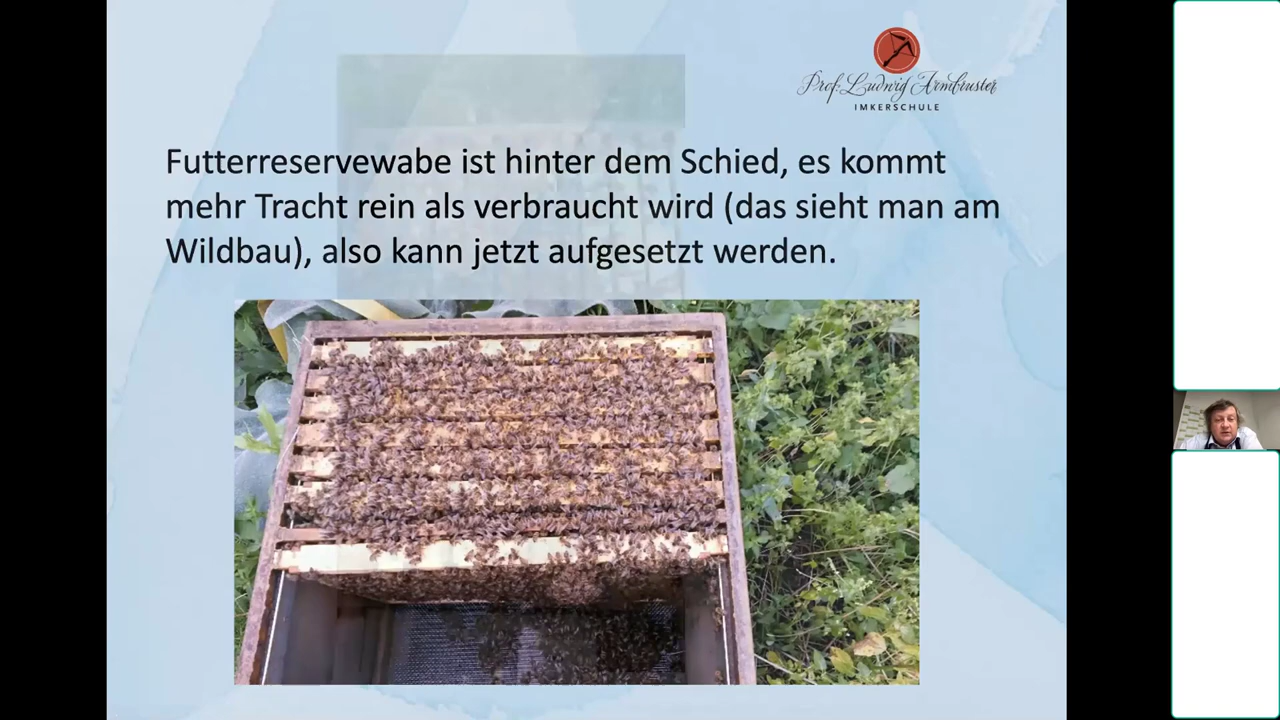 Prof. Ludwig Armbruster
IMKERSCHULE
Futterreservewabe ist hinter dem Schied, es kommt
mehr Tracht rein als verbraucht wird (das sieht man am
Wildbau), also kann jetzt aufgesetzt werden.